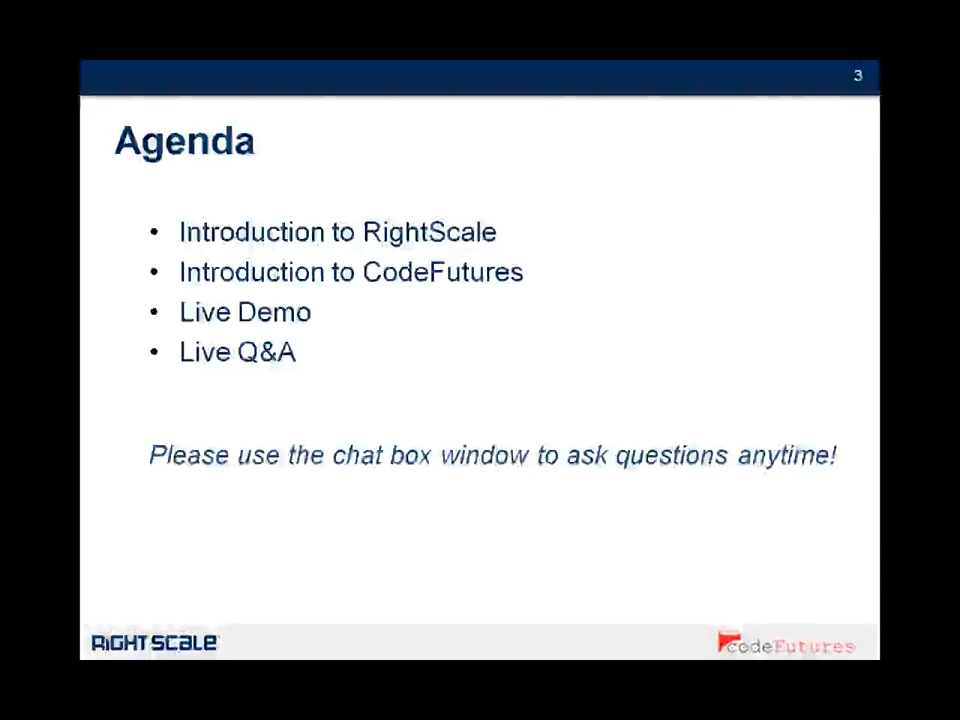 3
Agenda
• Introduction to RightScale
• Introduction to CodeFutures
• Live Demo
• Live Q&A
Please use the chat box window to ask questions anytime!
RIGHTSCALE
codeFutures